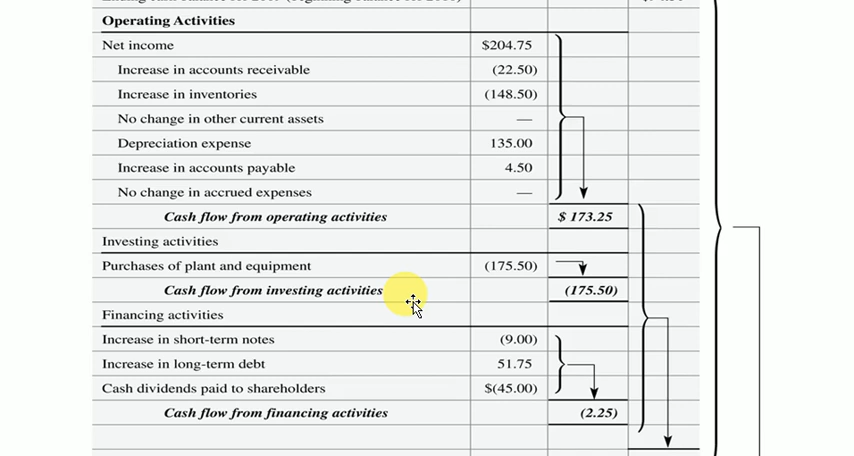 Operating Activities
Net income $204.75
Increase in accounts receivable (22.50)
Increase in inventories (148.50)
No change in other current assets —
Depreciation expense 135.00
Increase in accounts payable 4.50
No change in accrued expenses —
Cash flow from operating activities $ 173.25
Investing activities
Purchases of plant and equipment (175.50)
Cash flow from investing activities (175.50)
Financing activities
Increase in short-term notes (9.00)
Increase in long-term debt 51.75
Cash dividends paid to shareholders $(45.00)
Cash flow from financing activities (2.25)